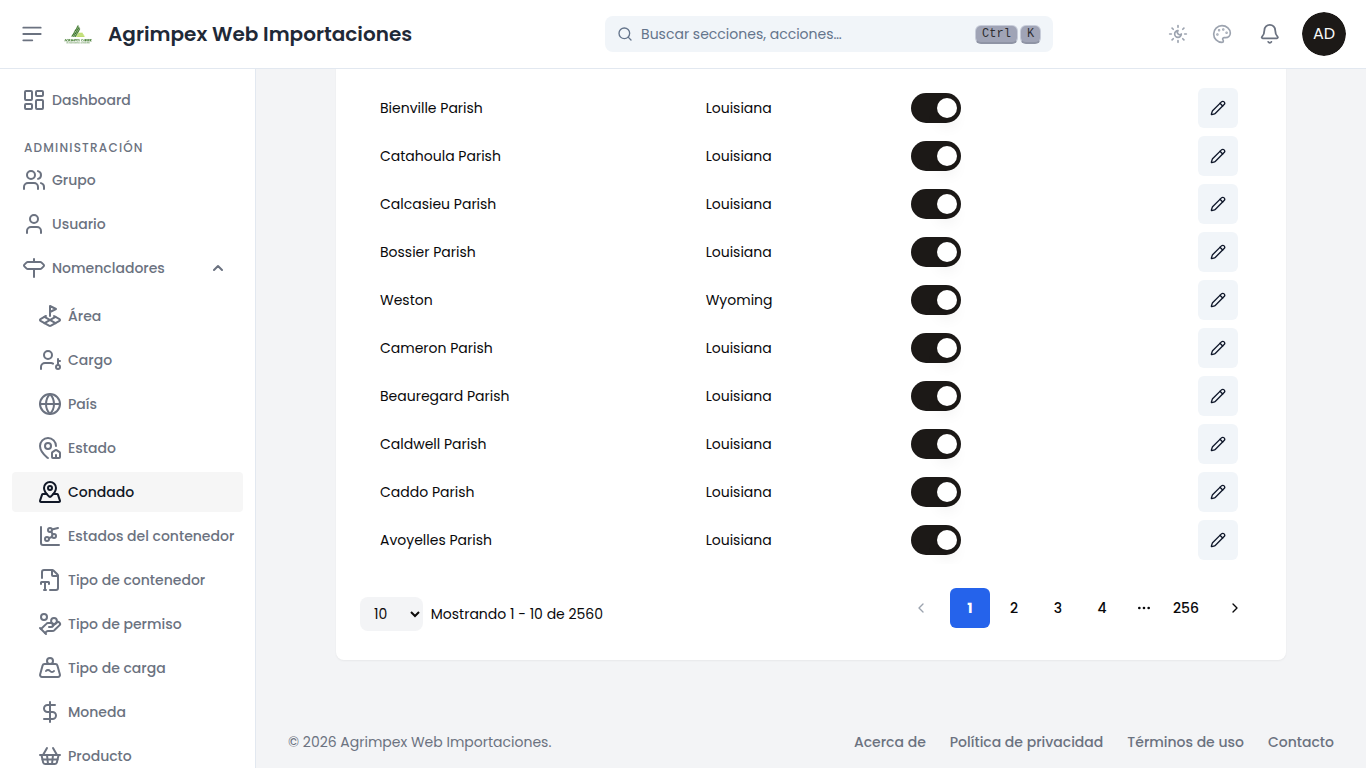 Agrimpex Web Importaciones
Buscar secciones, acciones...
Ctrl K
AD
Dashboard
ADMINISTRACIÓN
Grupo
Usuario
Nomencladores
Área
Cargo
País
Estado
Condado
Estados del contenedor
Tipo de contenedor
Tipo de permiso
Tipo de carga
Moneda
Producto
Bienville Parish Louisiana
Catahoula Parish Louisiana
Calcasieu Parish Louisiana
Bossier Parish Louisiana
Weston Wyoming
Cameron Parish Louisiana
Beauregard Parish Louisiana
Caldwell Parish Louisiana
Caddo Parish Louisiana
Avoyelles Parish Louisiana
10 Mostrando 1 - 10 de 2560
1 2 3 4 ... 256
© 2026 Agrimpex Web Importaciones.
Acerca de Política de privacidad Términos de uso Contacto